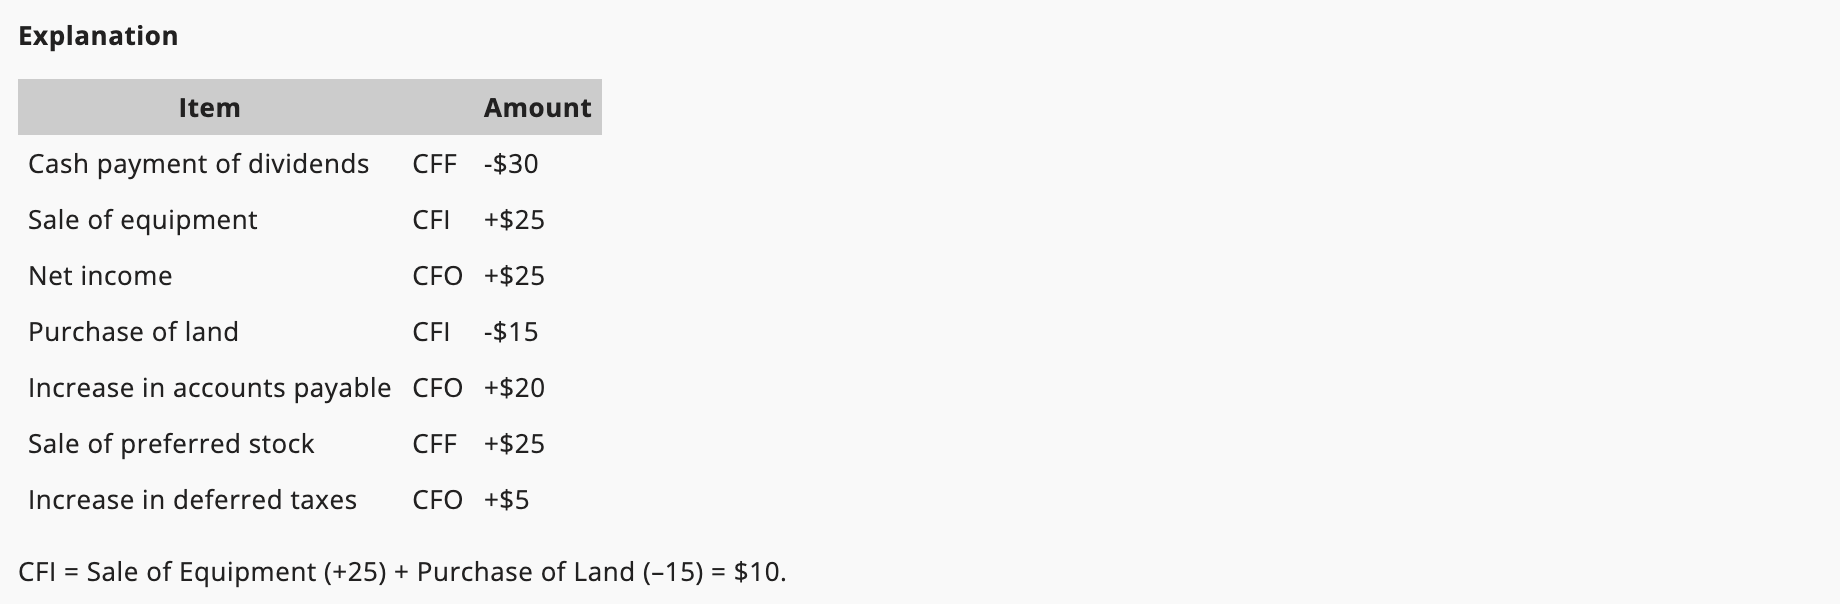 Explanation
Item Amount
Cash payment of dividends CFF -$30
Sale of equipment CFI +$25
Net income CFO +$25
Purchase of land CFI -$15
Increase in accounts payable CFO +$20
Sale of preferred stock CFF +$25
Increase in deferred taxes CFO +$5
CFI = Sale of Equipment (+25) + Purchase of Land (–15) = $10.